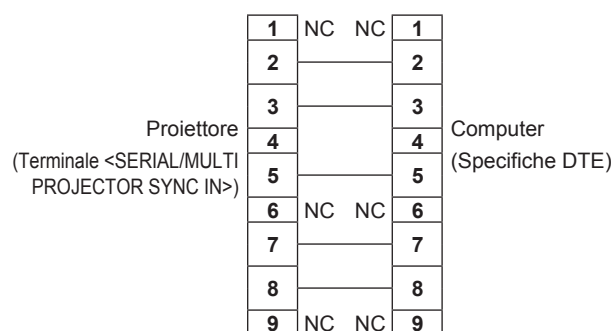 1 NC NC 1
2 2
3 3
Proiettore
(Terminale <SERIAL/MULTI
PROJECTOR SYNC IN>)
4 4
Computer
(Specifiche DTE)
5 5
6 NC NC 6
7 7
8 8
9 NC NC 9